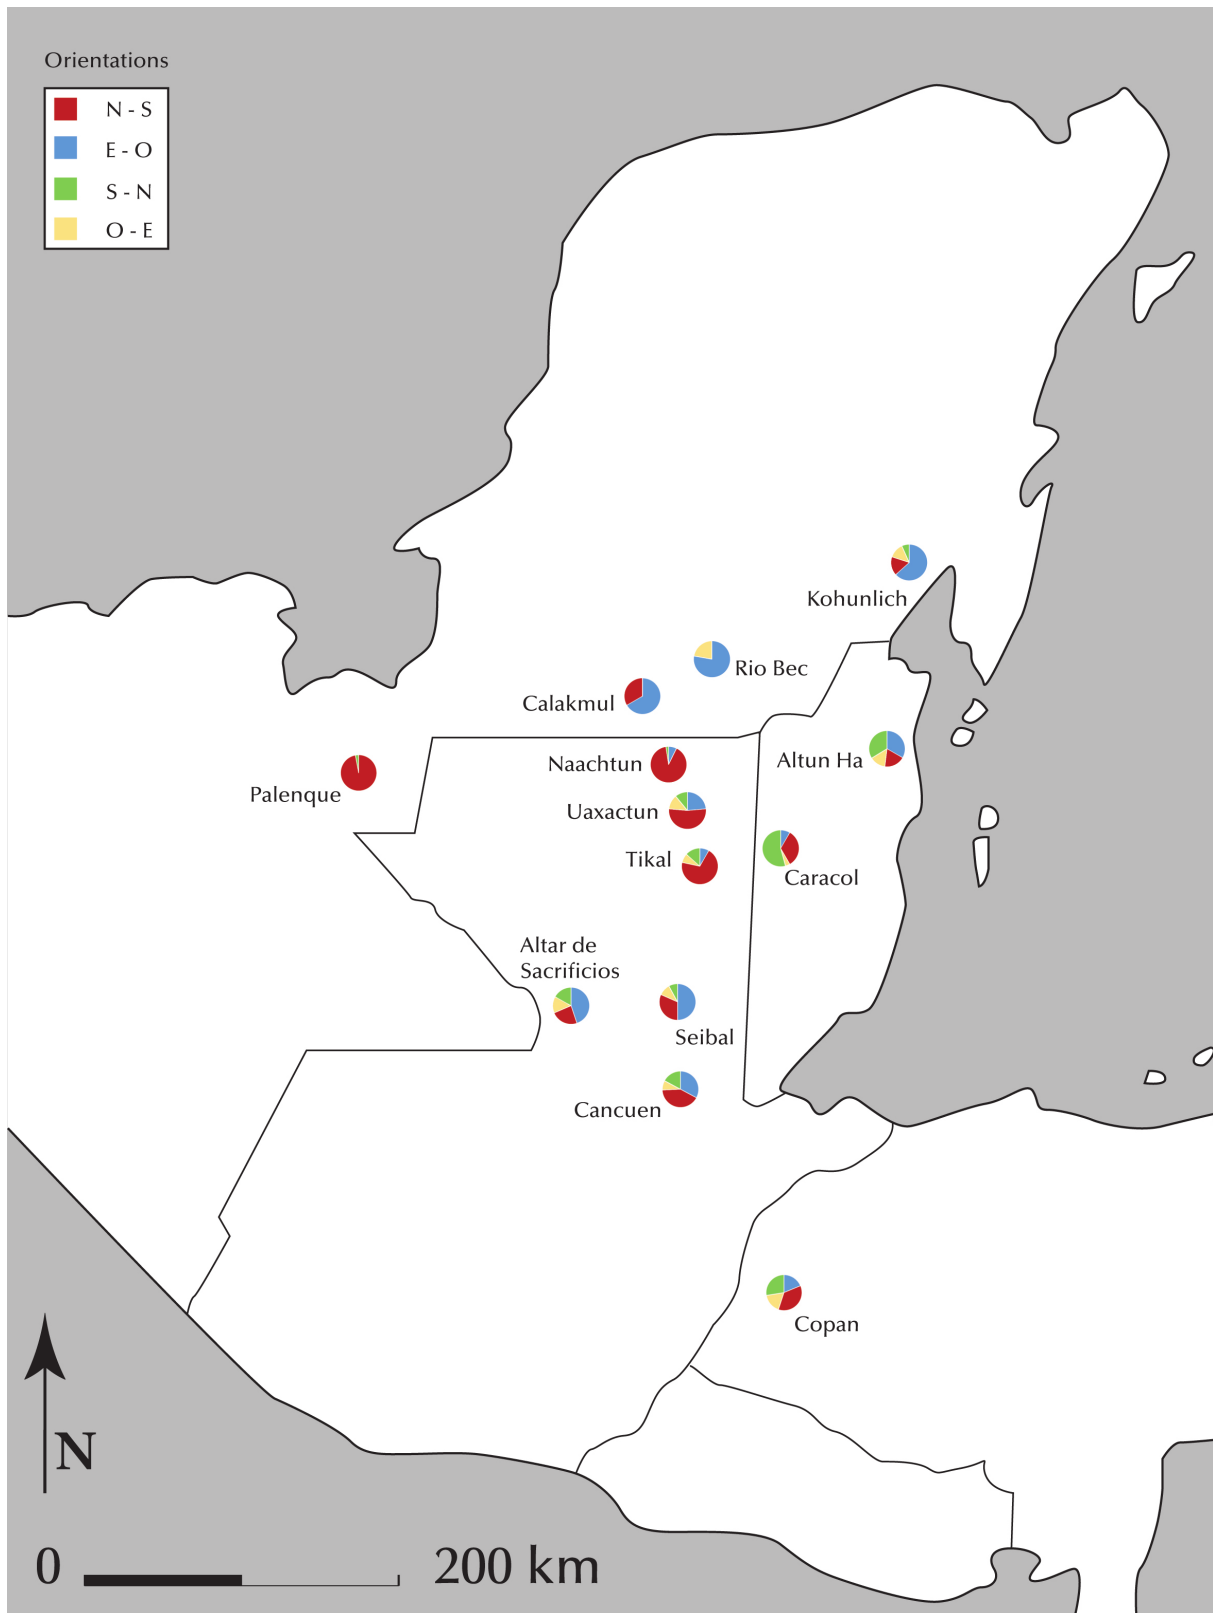 Orientations
N - S
E - O
S - N
O - E
Kohunlich
Rio Bec
Calakmul
Naachtun
Altun Ha
Palenque
Uaxactun
Tikal
Caracol
Altar de
Sacrificios
Seibal
Cancuen
Copan
N
0 200 km